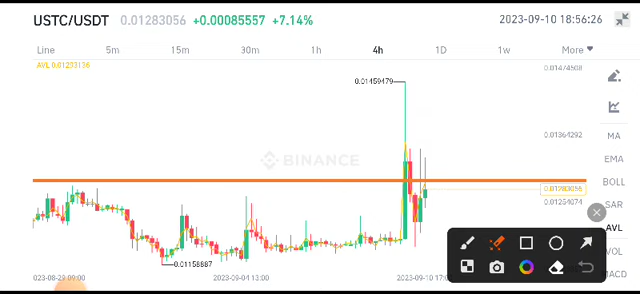 USTC/USDT 0.01283056 +0.00085557 +7.14% 2023-09-10 18:56:26
Line 5m 15m 30m 1h 4h 1D 1w More
AVL 0.01233136
0.01474508
0.01459479
0.01364292
MA
EMA
BINANCE
BOLL
0.01283056
0.01254074
SAR
AVL
VOL
0.01158887
MACD
023-08-29 09:00 2023-09-04 13:00 2023-09-10 17:0